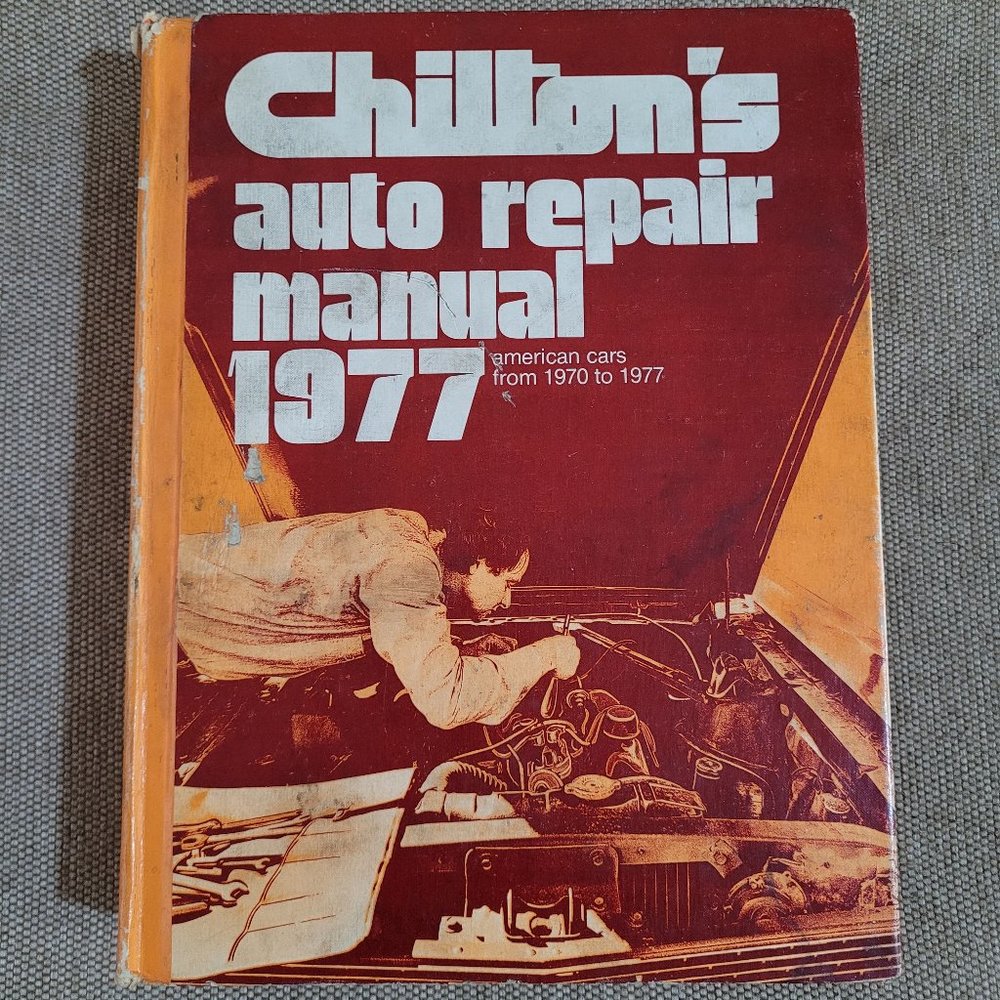 Chilton's
auto repair
manual
1977
american cars
from 1970 to 1977